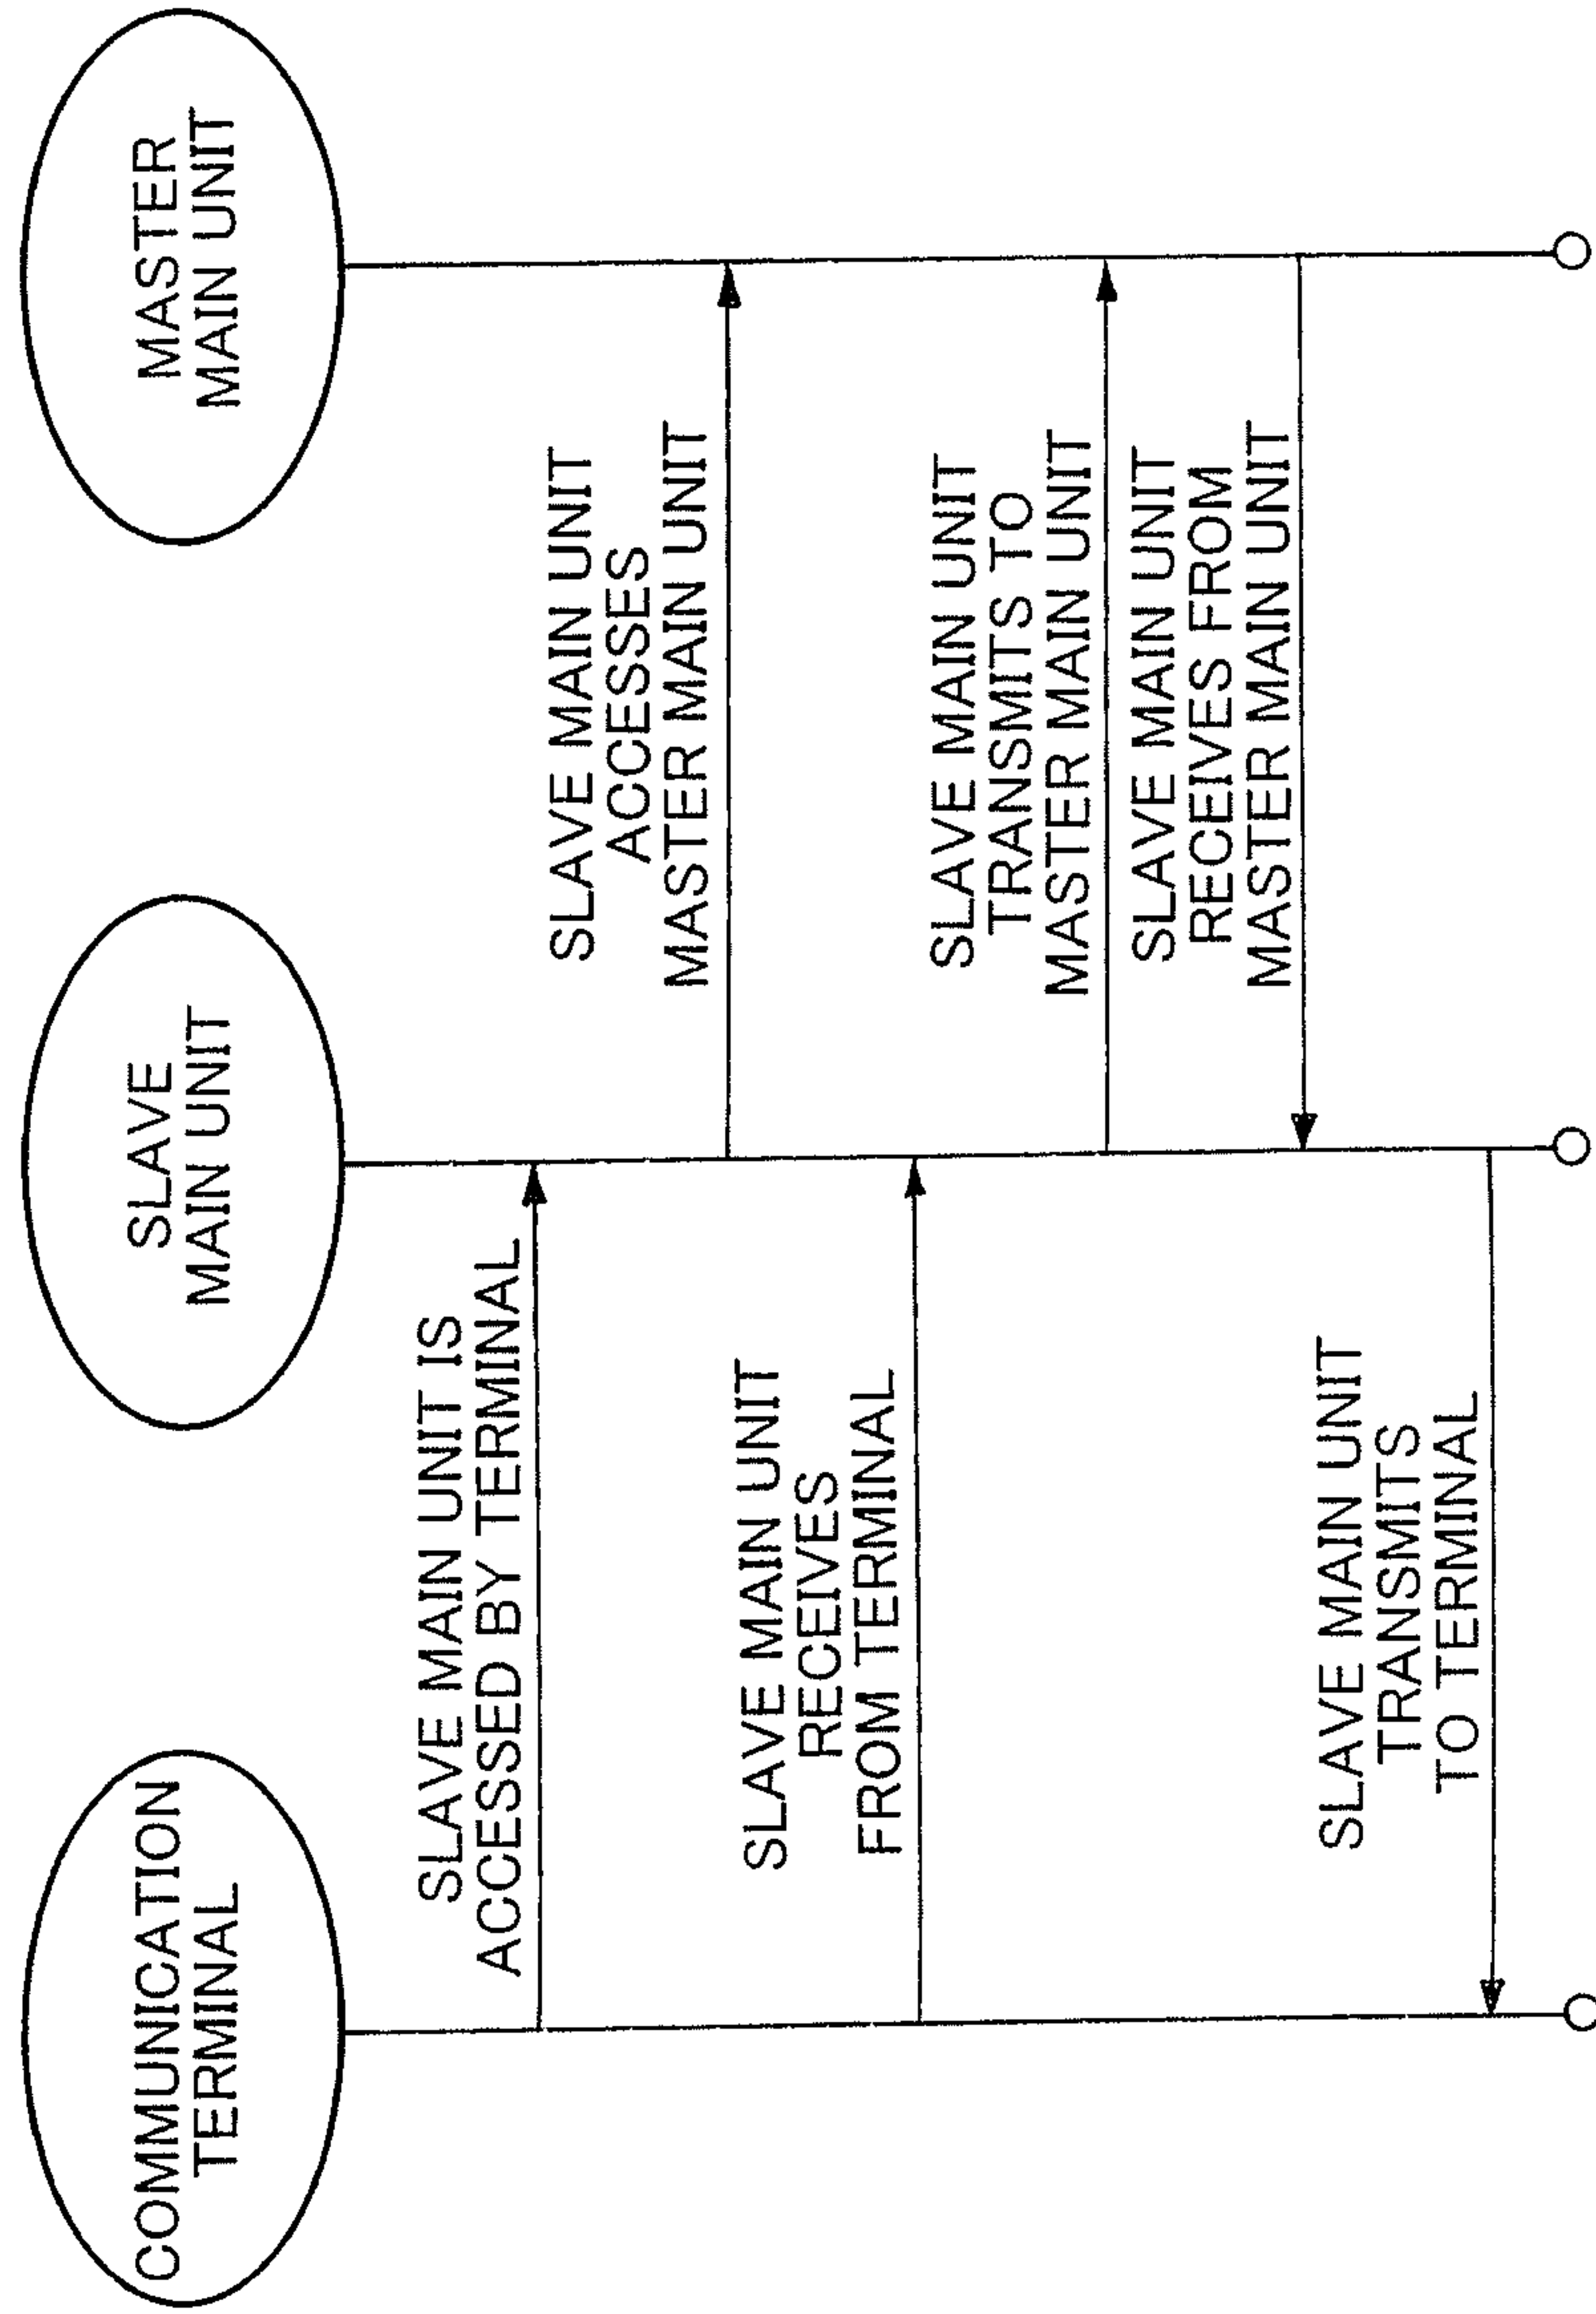 COMMUNICATION
TERMINAL
SLAVE
MAIN UNIT
MASTER
MAIN UNIT
SLAVE MAIN UNIT IS
ACCESSED BY TERMINAL
SLAVE MAIN UNIT
ACCESSES
MASTER MAIN UNIT
SLAVE MAIN UNIT
RECEIVES
FROM TERMINAL
SLAVE MAIN UNIT
TRANSMITS TO
MASTER MAIN UNIT
SLAVE MAIN UNIT
RECEIVES FROM
MASTER MAIN UNIT
SLAVE MAIN UNIT
TRANSMITS
TO TERMINAL